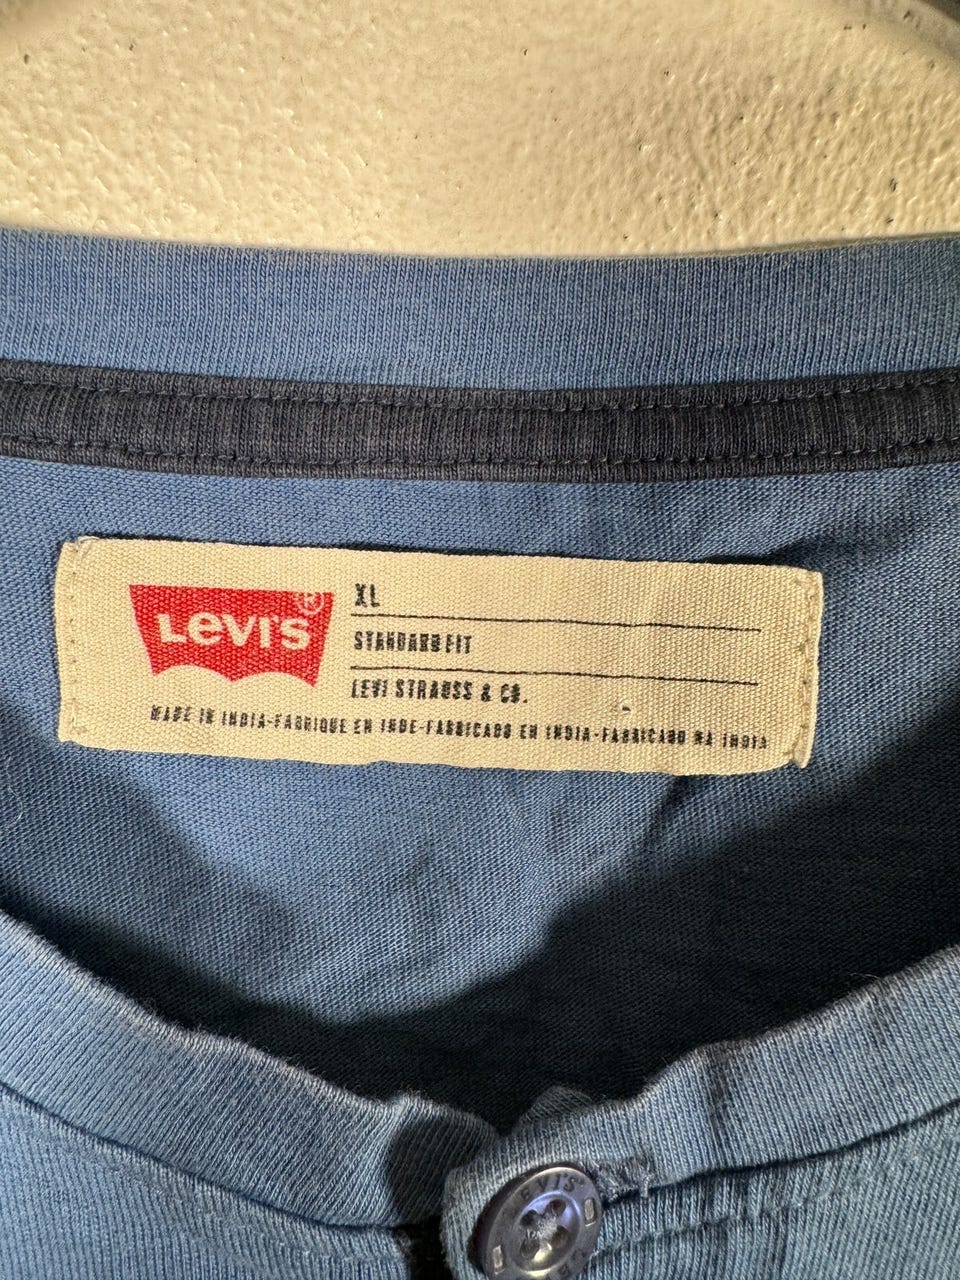 Levi's ®
XL
STANDARD FIT
LEVI STRAUSS & CO.
MADE IN INDIA-FABRIQUE EN INDE-FABRICADO EN INDIA-FABRICADO NA INDIA
LEVI'S